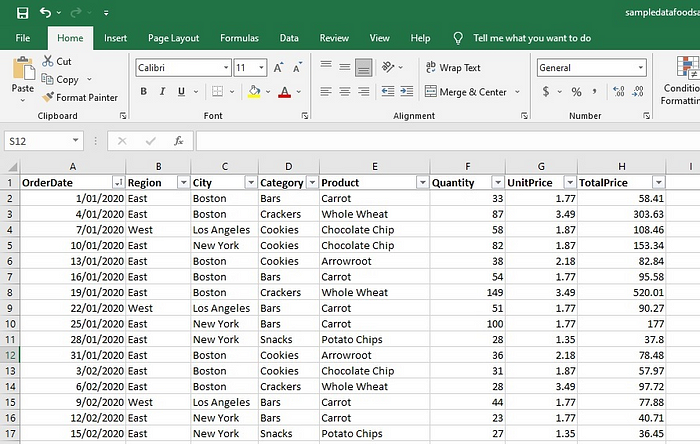 sampledatafoodsa
File Home Insert Page Layout Formulas Data Review View Help Tell me what you want to do
Cut
Copy
Format Painter
Paste
Clipboard
Calibri 11 A A
B I U A
Font
ab Wrap Text
Merge & Center
Alignment
General
$ % ,
Number
Conditio
Formattin
S12 fx
A B C D E F G H I
1 OrderDate Region City Category Product Quantity UnitPrice TotalPrice
2 1/01/2020 East Boston Bars Carrot 33 1.77 58.41
3 4/01/2020 East Boston Crackers Whole Wheat 87 3.49 303.63
4 7/01/2020 West Los Angeles Cookies Chocolate Chip 58 1.87 108.46
5 10/01/2020 East New York Cookies Chocolate Chip 82 1.87 153.34
6 13/01/2020 East Boston Cookies Arrowroot 38 2.18 82.84
7 16/01/2020 East Boston Bars Carrot 54 1.77 95.58
8 19/01/2020 East Boston Crackers Whole Wheat 149 3.49 520.01
9 22/01/2020 West Los Angeles Bars Carrot 51 1.77 90.27
10 25/01/2020 East New York Bars Carrot 100 1.77 177
11 28/01/2020 East New York Snacks Potato Chips 28 1.35 37.8
12 31/01/2020 East Boston Cookies Arrowroot 36 2.18 78.48
13 3/02/2020 East Boston Cookies Chocolate Chip 31 1.87 57.97
14 6/02/2020 East Boston Crackers Whole Wheat 28 3.49 97.72
15 9/02/2020 West Los Angeles Bars Carrot 44 1.77 77.88
16 12/02/2020 East New York Bars Carrot 23 1.77 40.71
17 15/02/2020 East New York Snacks Potato Chips 27 1.35 36.45